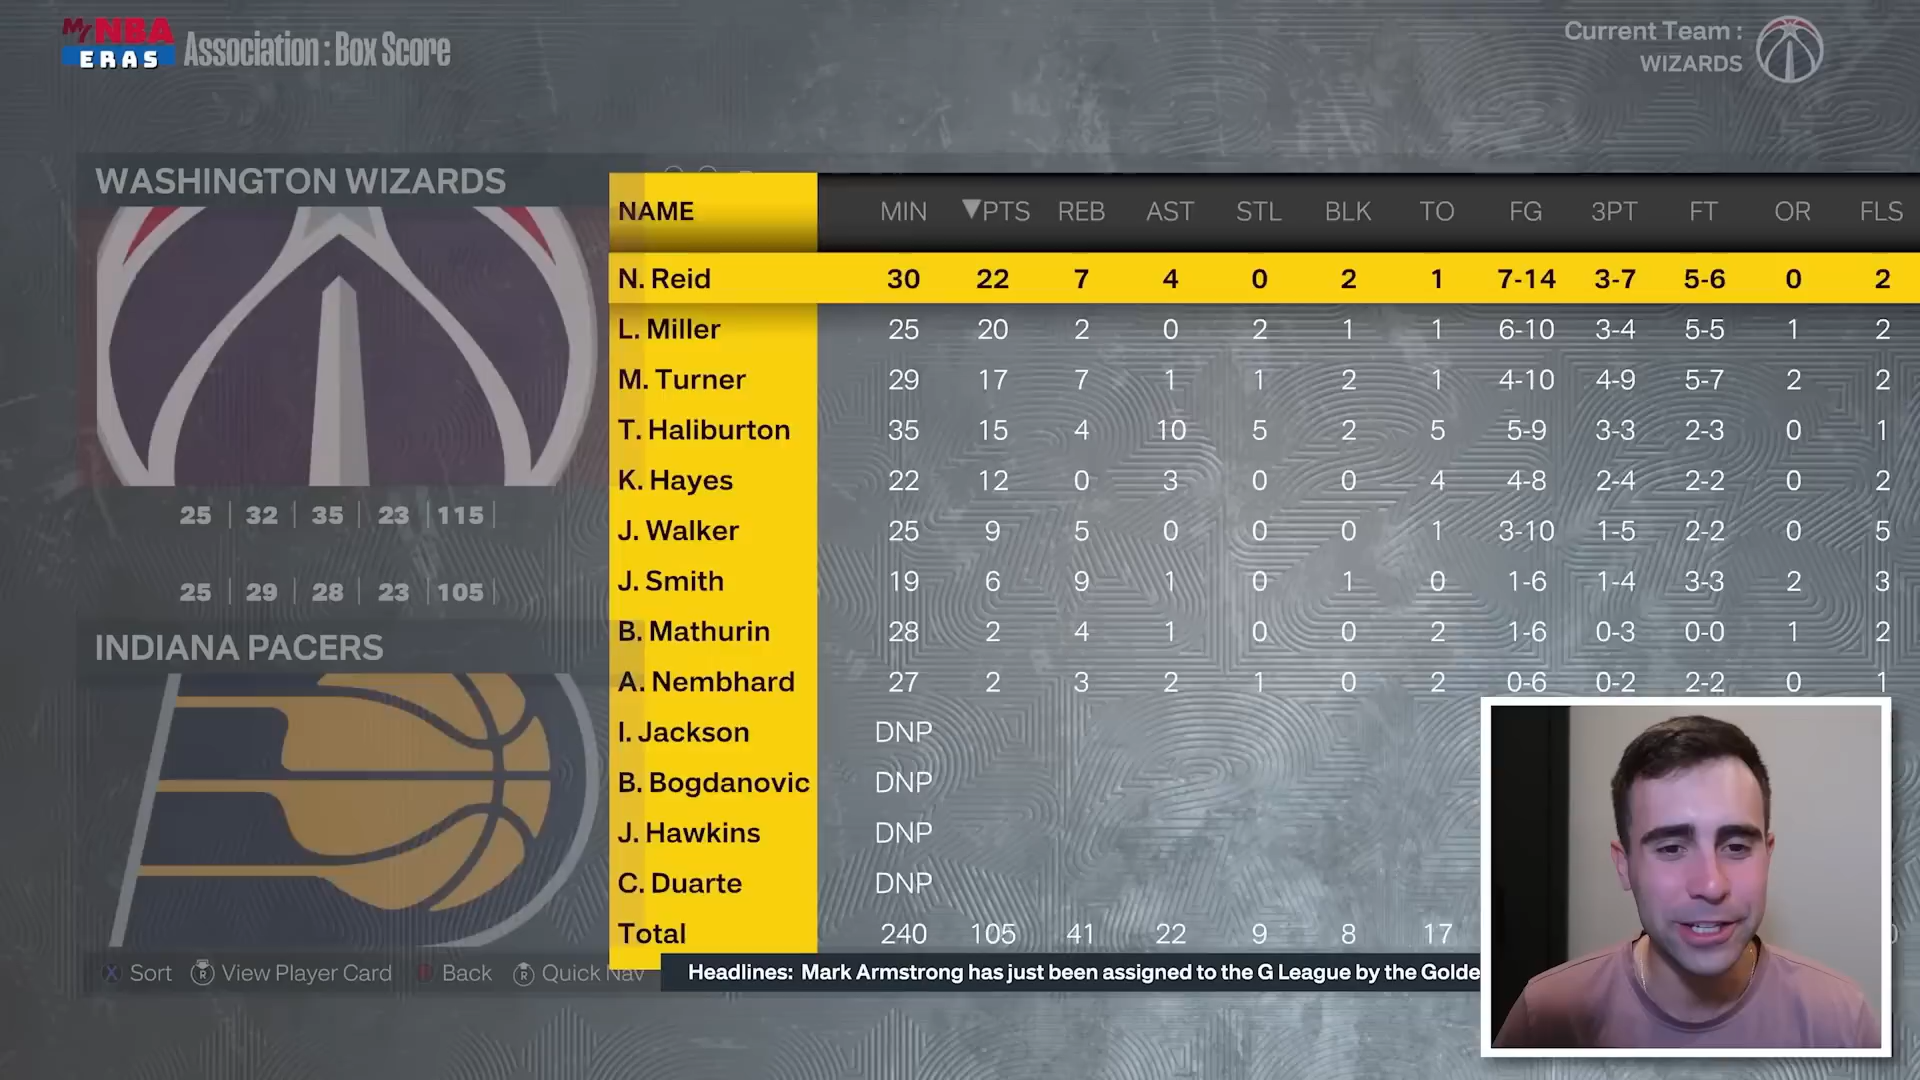 My NBA ERAS Association : Box Score
Current Team :
WIZARDS
WASHINGTON WIZARDS
25 32 35 23 115
25 29 28 23 105
INDIANA PACERS
NAME MIN ▼PTS REB AST STL BLK TO FG 3PT FT OR FLS
N. Reid 30 22 7 4 0 2 1 7-14 3-7 5-6 0 2
L. Miller 25 20 2 0 2 1 1 6-10 3-4 5-5 1 2
M. Turner 29 17 7 1 1 2 1 4-10 4-9 5-7 2 2
T. Haliburton 35 15 4 10 5 2 5 5-9 3-3 2-3 0 1
K. Hayes 22 12 0 3 0 0 4 4-8 2-4 2-2 0 2
J. Walker 25 9 5 0 0 0 1 3-10 1-5 2-2 0 5
J. Smith 19 6 9 1 0 1 0 1-6 1-4 3-3 2 3
B. Mathurin 28 2 4 1 0 0 2 1-6 0-3 0-0 1 2
A. Nembhard 27 2 3 2 1 0 2 0-6 0-2 2-2 0 1
I. Jackson DNP
B. Bogdanovic DNP
J. Hawkins DNP
C. Duarte DNP
Total 240 105 41 22 9 8 17
X Sort R View Player Card Back R Quick Nav
Headlines: Mark Armstrong has just been assigned to the G League by the Golde